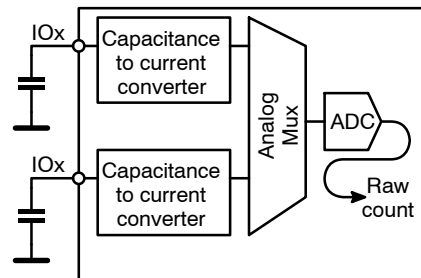 IOx
Capacitance
to current
converter
Analog
Mux
ADC
Raw
count
IOx
Capacitance
to current
converter